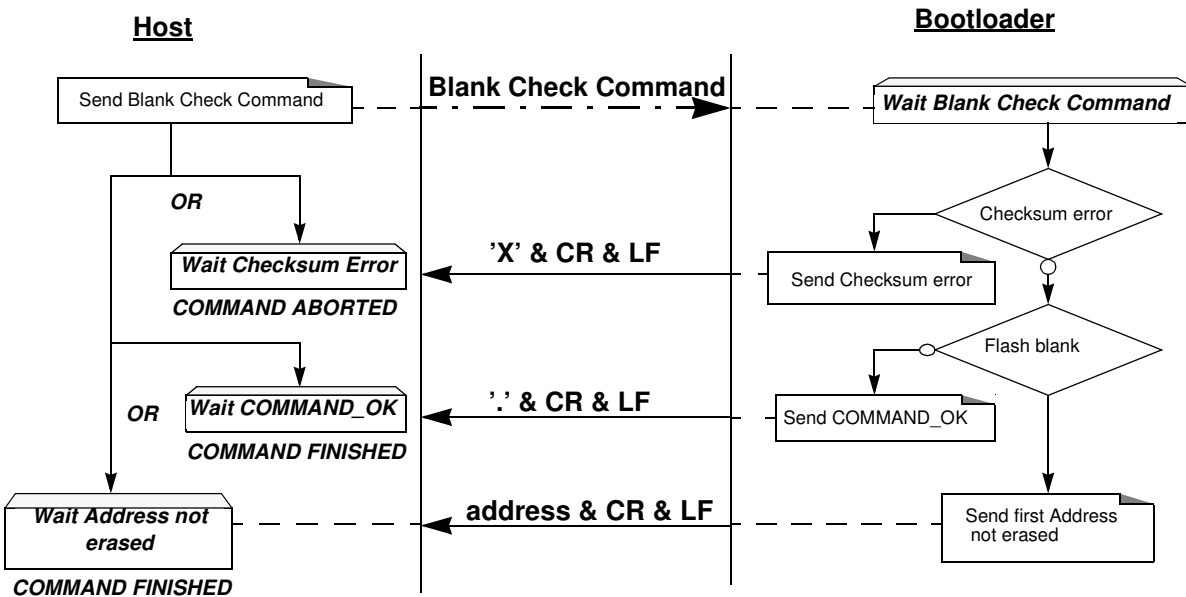 Host
Bootloader
Send Blank Check Command
Blank Check Command
Wait Blank Check Command
OR
Checksum error
Wait Checksum Error
’X’ & CR & LF
Send Checksum error
COMMAND ABORTED
Flash blank
OR
Wait COMMAND_OK
’.’ & CR & LF
Send COMMAND_OK
COMMAND FINISHED
Wait Address not
erased
address & CR & LF
Send first Address
not erased
COMMAND FINISHED